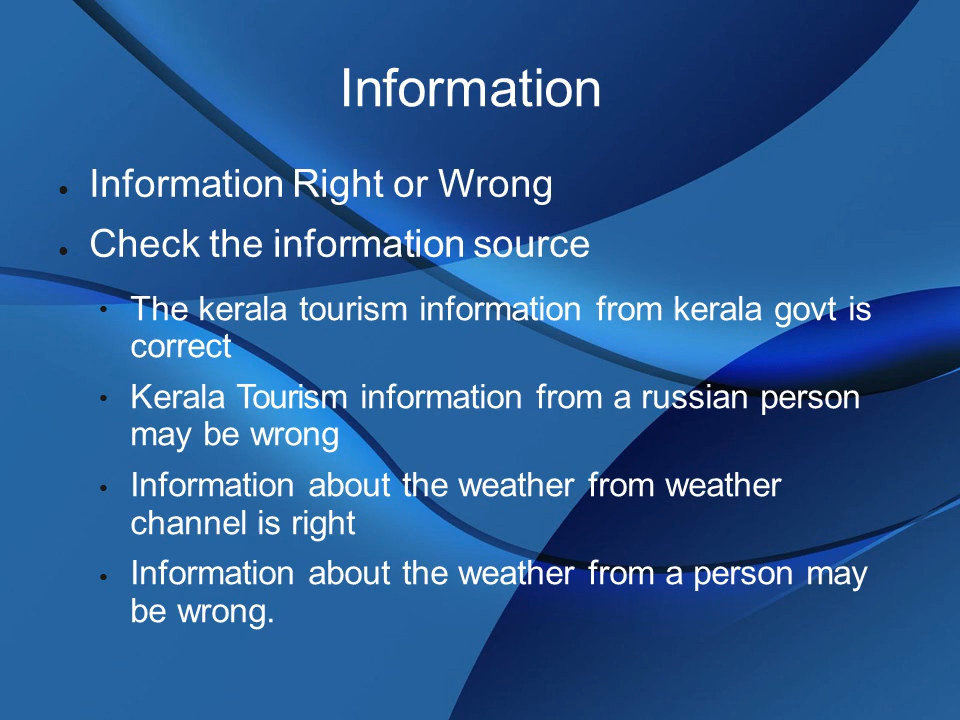 Information
Information Right or Wrong
Check the information source
The kerala tourism information from kerala govt is
correct
Kerala Tourism information from a russian person
may be wrong
Information about the weather from weather
channel is right
Information about the weather from a person may
be wrong.